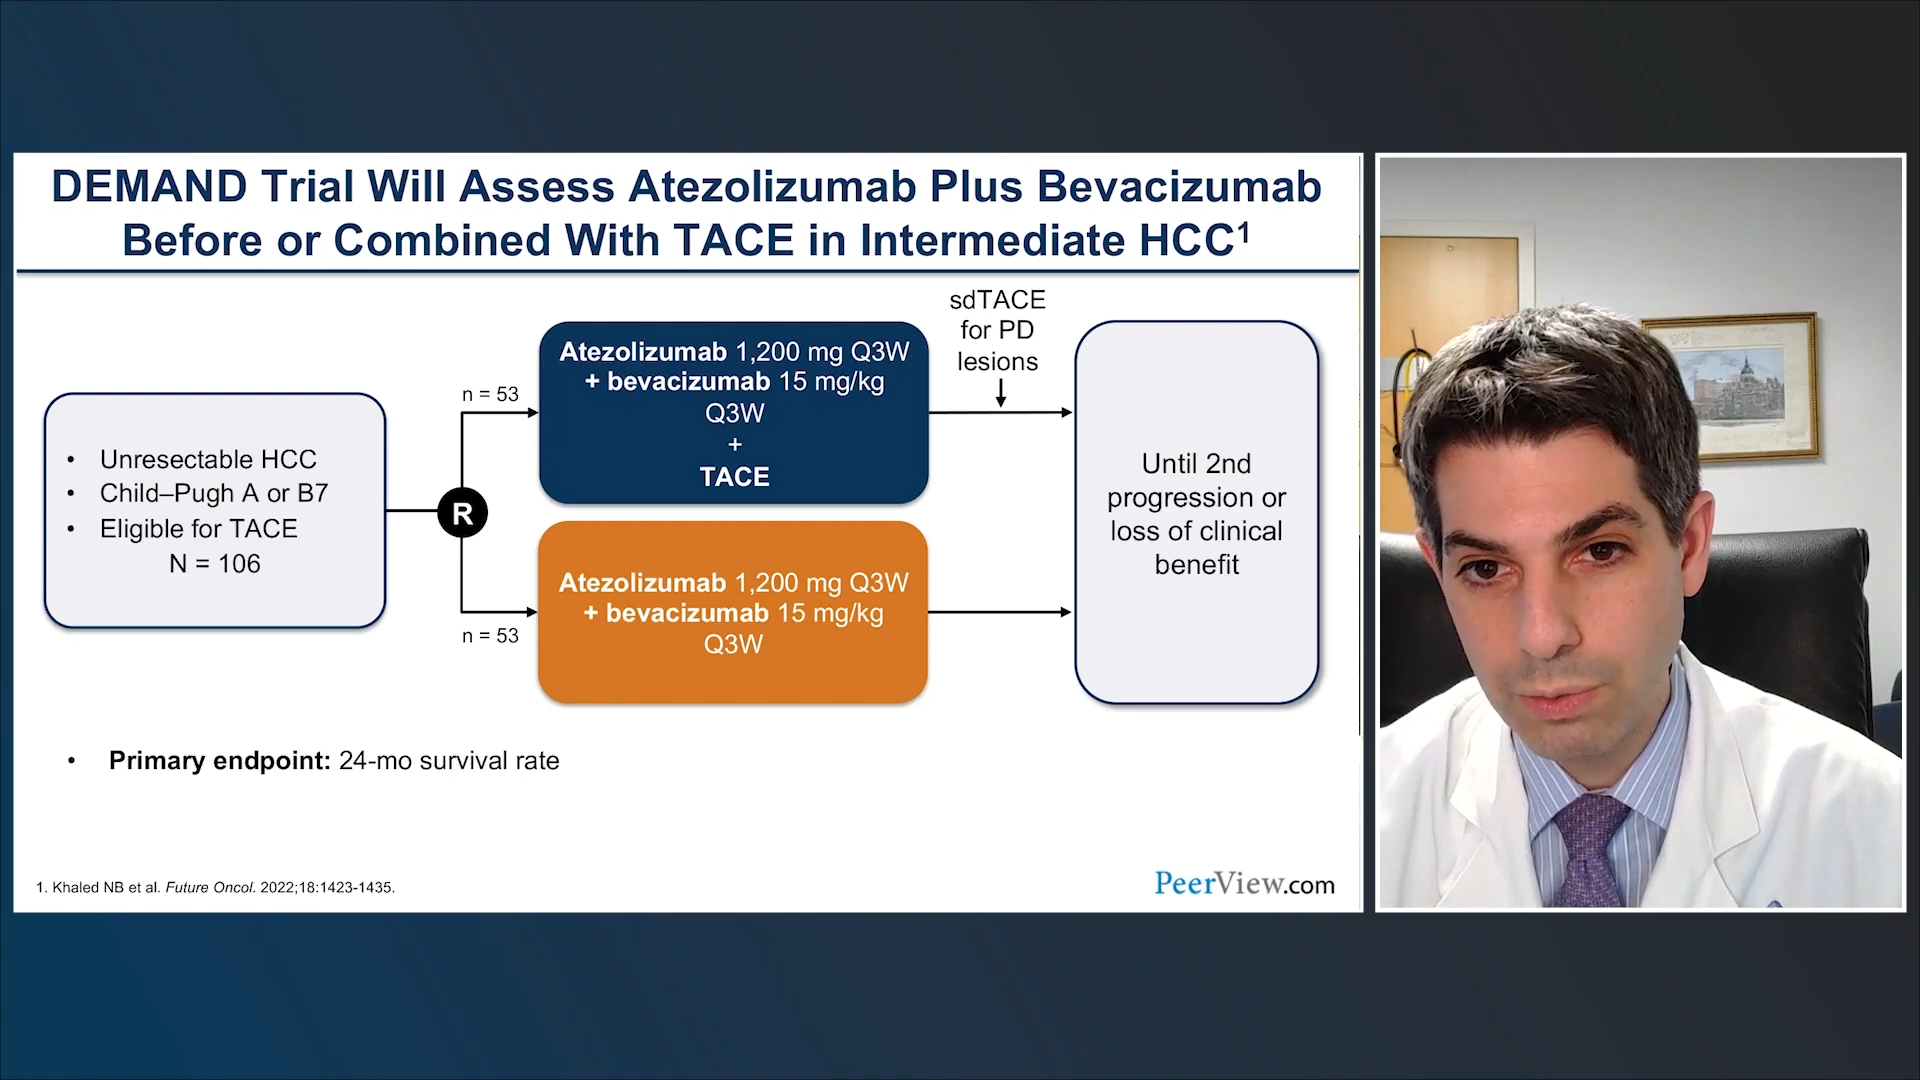 DEMAND Trial Will Assess Atezolizumab Plus Bevacizumab
Before or Combined With TACE in Intermediate HCC1
• Unresectable HCC
• Child–Pugh A or B7
• Eligible for TACE
N = 106
R
n = 53
Atezolizumab 1,200 mg Q3W
+ bevacizumab 15 mg/kg
Q3W
+
TACE
sdTACE
for PD
lesions
n = 53
Atezolizumab 1,200 mg Q3W
+ bevacizumab 15 mg/kg
Q3W
Until 2nd
progression or
loss of clinical
benefit
• Primary endpoint: 24-mo survival rate
1. Khaled NB et al. Future Oncol. 2022;18:1423-1435.
PeerView.com